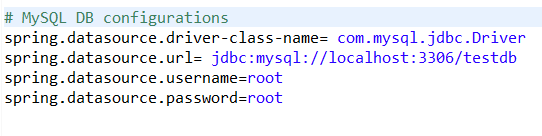 # MySQL DB configurations
spring.datasource.driver-class-name= com.mysql.jdbc.Driver
spring.datasource.url= jdbc:mysql://localhost:3306/testdb
spring.datasource.username=root
spring.datasource.password=root